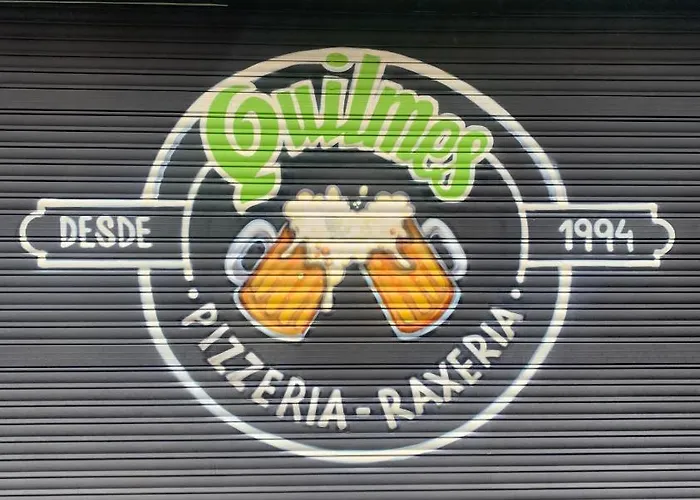 Quilmes
DESDE
1994
· PIZZERIA - RAXERIA ·